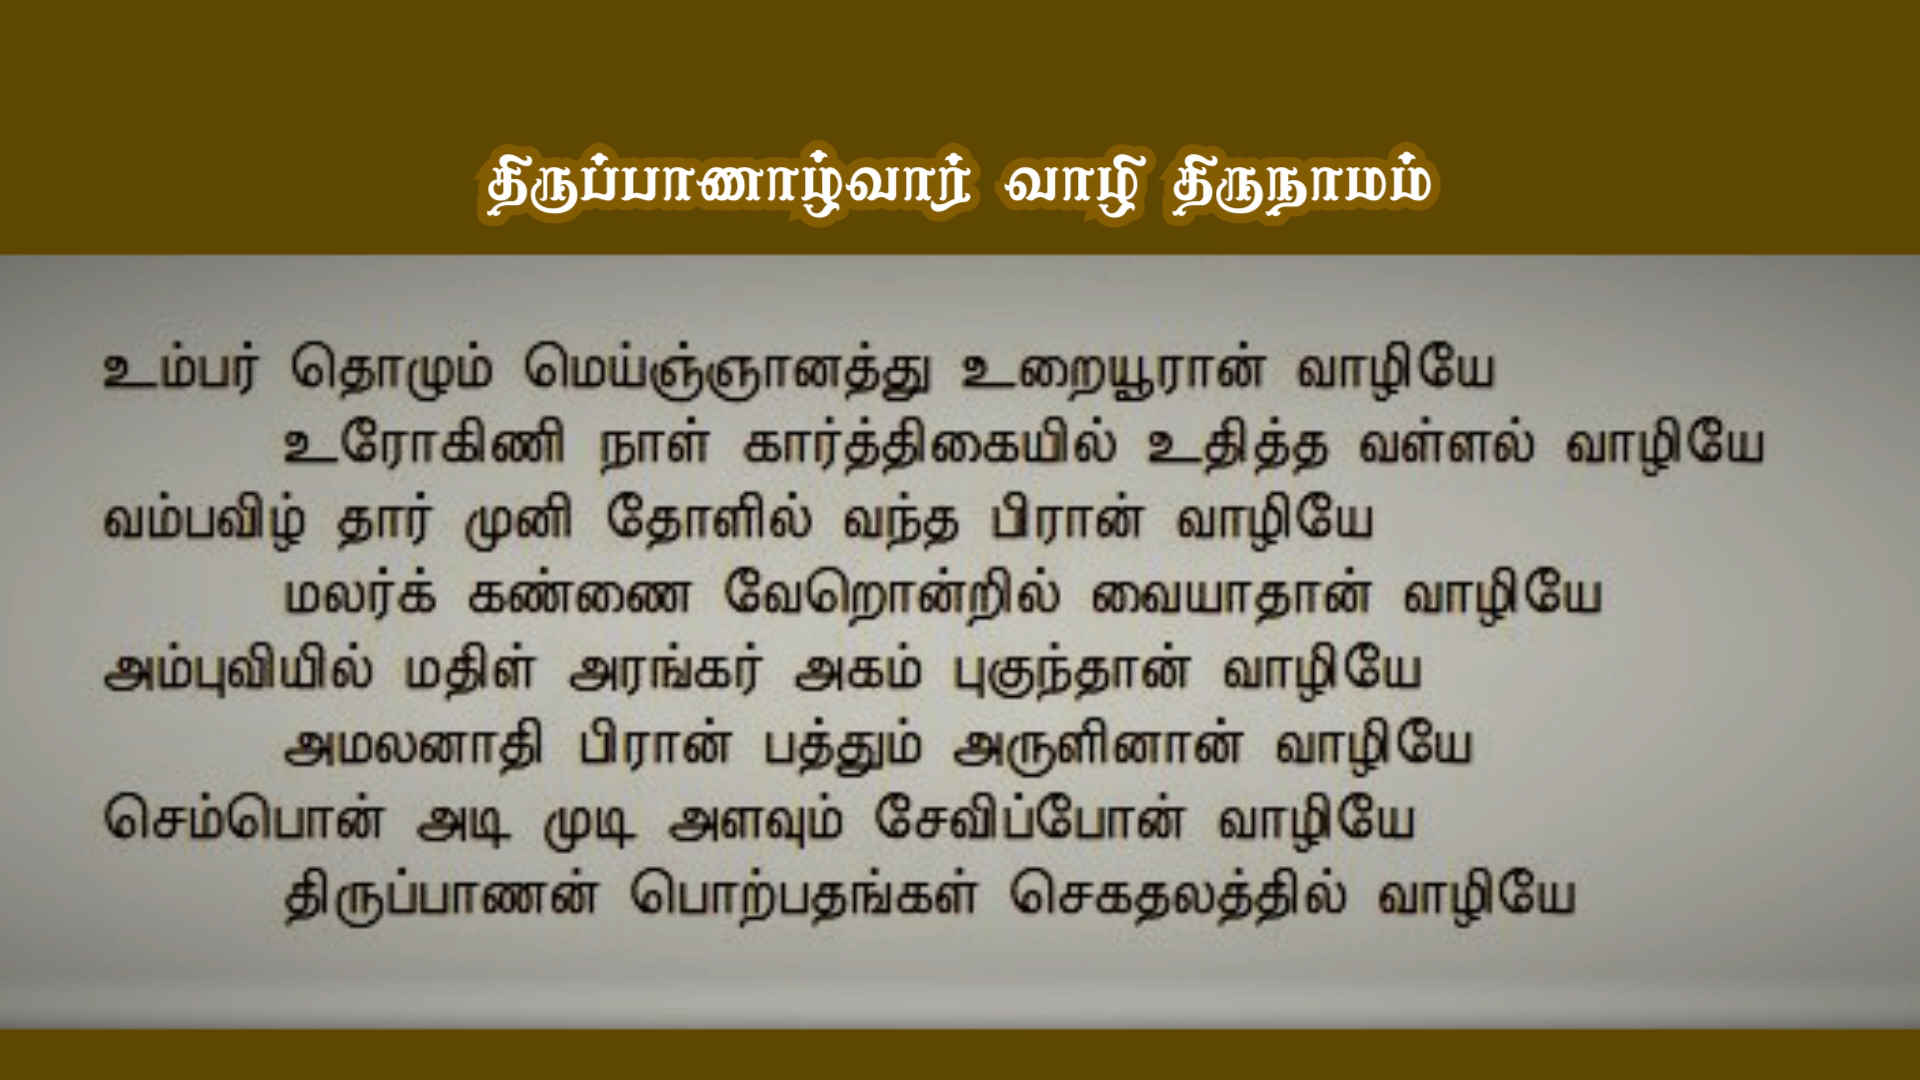 திருப்பாணாழ்வார் வாழி திருநாமம்
உம்பர் தொழும் மெய்ஞ்ஞானத்து உறையூரான் வாழியே
உரோகிணி நாள் கார்த்திகையில் உதித்த வள்ளல் வாழியே
வம்பவிழ் தார் முனி தோளில் வந்த பிரான் வாழியே
மலர்க் கண்ணை வேறொன்றில் வையாதான் வாழியே
அம்புவியில் மதிள் அரங்கர் அகம் புகுந்தான் வாழியே
அமலனாதி பிரான் பத்தும் அருளினான் வாழியே
செம்பொன் அடி முடி அளவும் சேவிப்போன் வாழியே
திருப்பாணன் பொற்பதங்கள் செகதலத்தில் வாழியே